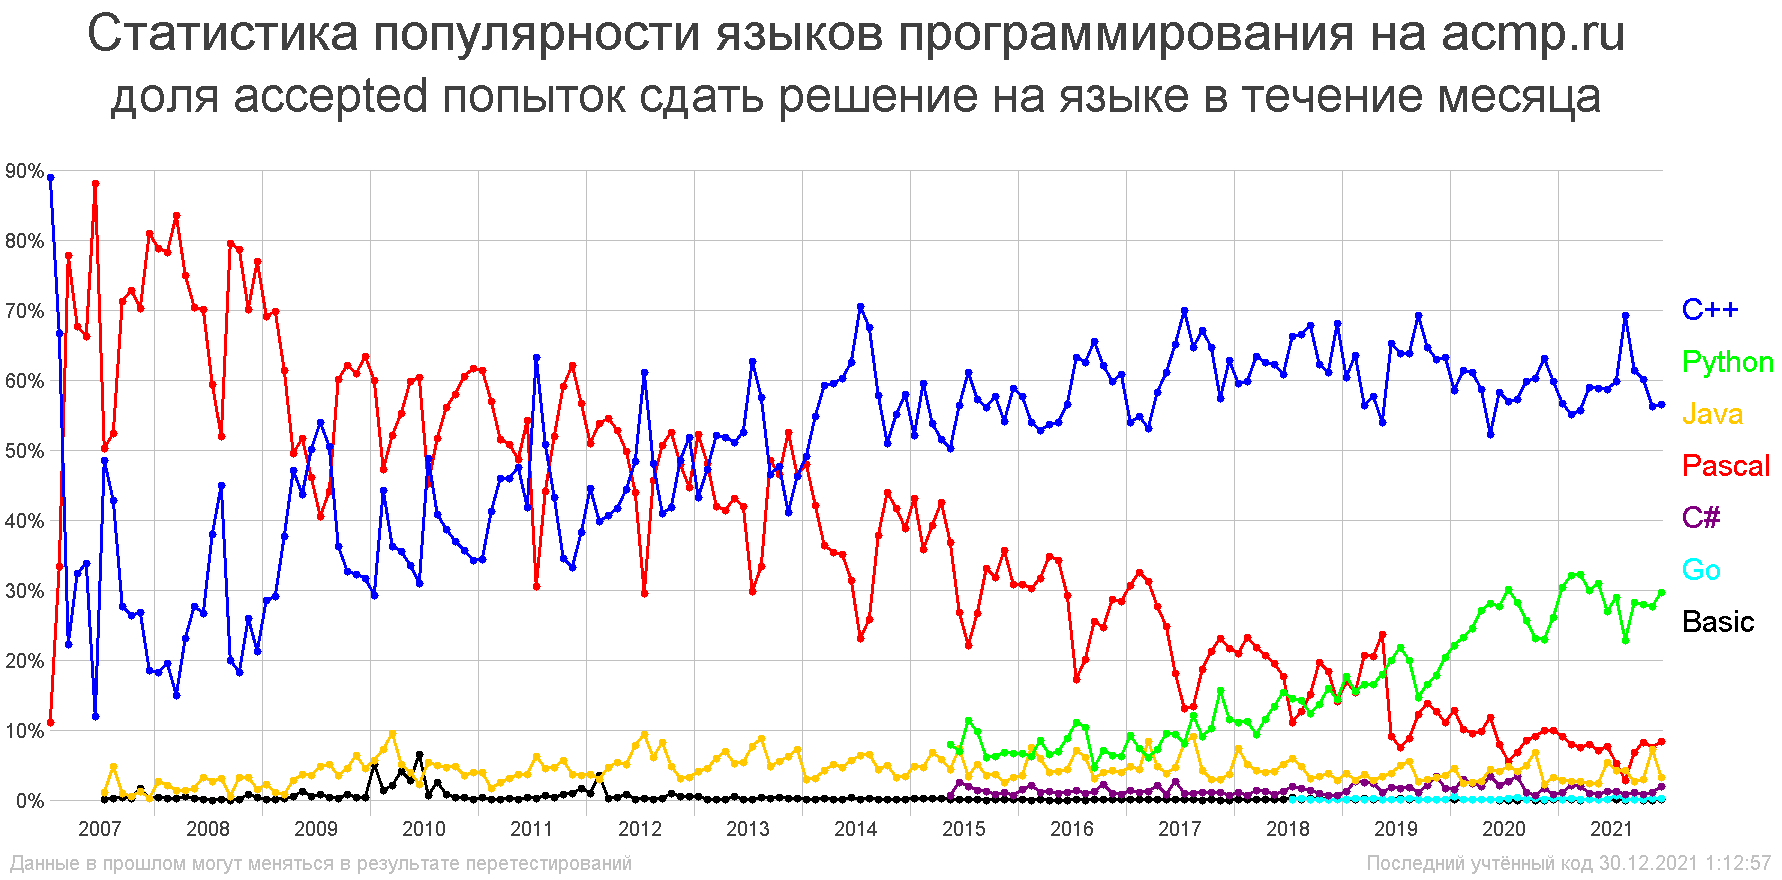 Статистика популярности языков программирования на acmp.ru
доля accepted попыток сдать решение на языке в течение месяца
90%
80%
70%
60%
50%
40%
30%
20%
10%
0%
C++
Python
Java
Pascal
C#
Go
Basic
2007 2008 2009 2010 2011 2012 2013 2014 2015 2016 2017 2018 2019 2020 2021
Данные в прошлом могут меняться в результате перетестирований
Последний учтённый код 30.12.2021 1:12:57